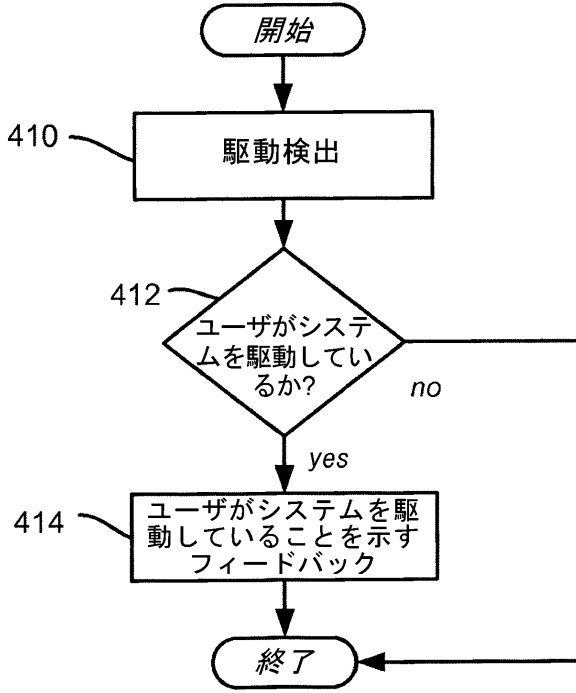 開始
410
駆動検出
412
ユーザがシステ
ムを駆動してい
るか?
no
yes
414
ユーザがシステムを駆
動していることを示す
フィードバック
終了